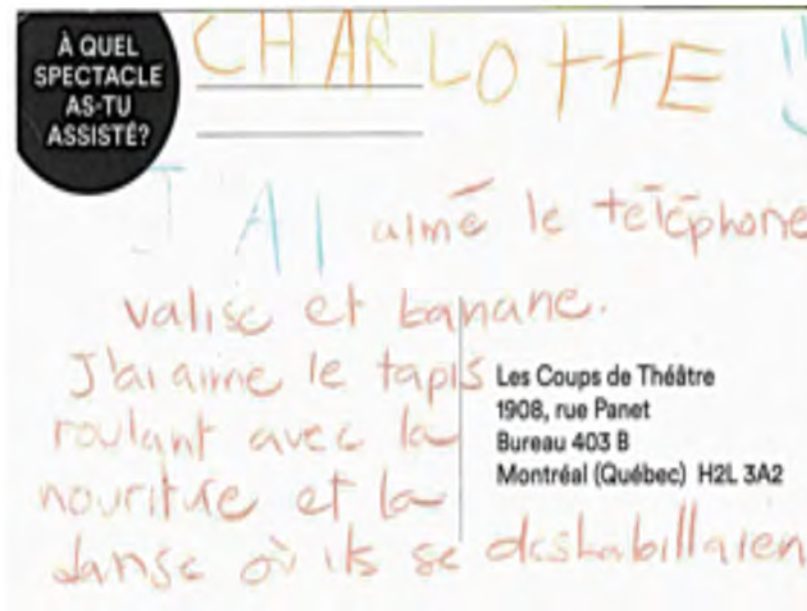 À QUEL
SPECTACLE
AS-TU
ASSISTÉ?
CHARLOttE
J AI aimé le téléphone
valise et banane.
J'ai aimé le tapis
roulant avec la
nouriture et la
danse où ils se deshabillaien
Les Coups de Théâtre
1908, rue Panet
Bureau 403 B
Montréal (Québec) H2L 3A2